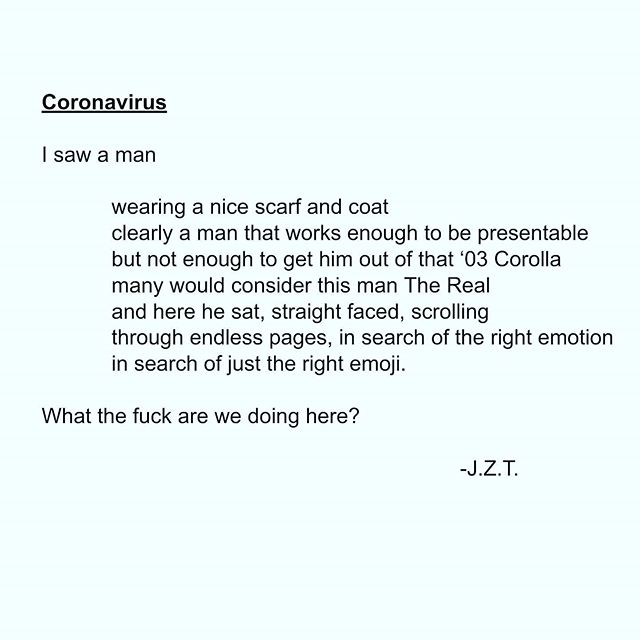 Coronavirus
I saw a man
wearing a nice scarf and coat
clearly a man that works enough to be presentable
but not enough to get him out of that ‘03 Corolla
many would consider this man The Real
and here he sat, straight faced, scrolling
through endless pages, in search of the right emotion
in search of just the right emoji.
What the fuck are we doing here?
-J.Z.T.